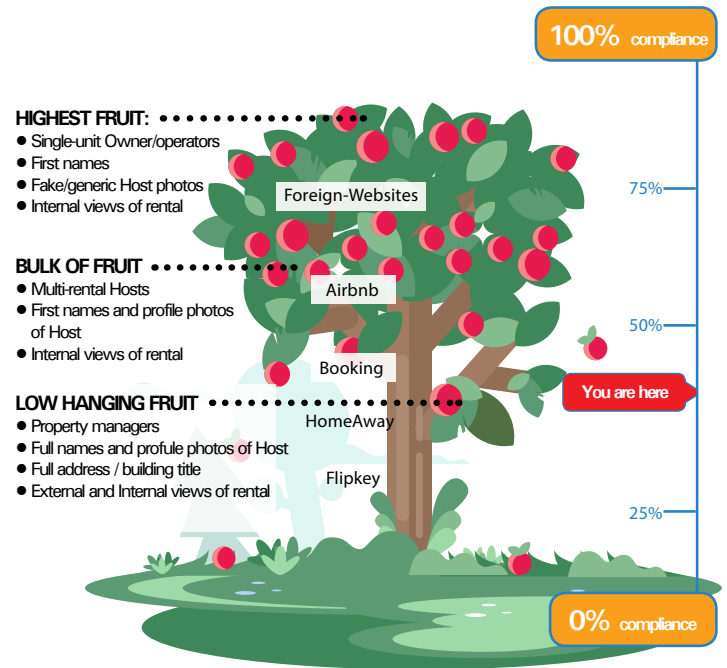 100% compliance
HIGHEST FRUIT:
● Single-unit Owner/operators
● First names
● Fake/generic Host photos
● Internal views of rental
Foreign-Websites
75%
BULK OF FRUIT
● Multi-rental Hosts
● First names and profile photos
of Host
● Internal views of rental
Airbnb
50%
Booking
You are here
LOW HANGING FRUIT
● Property managers
● Full names and profule photos of Host
● Full address / building title
● External and Internal views of rental
HomeAway
Flipkey
25%
0% compliance